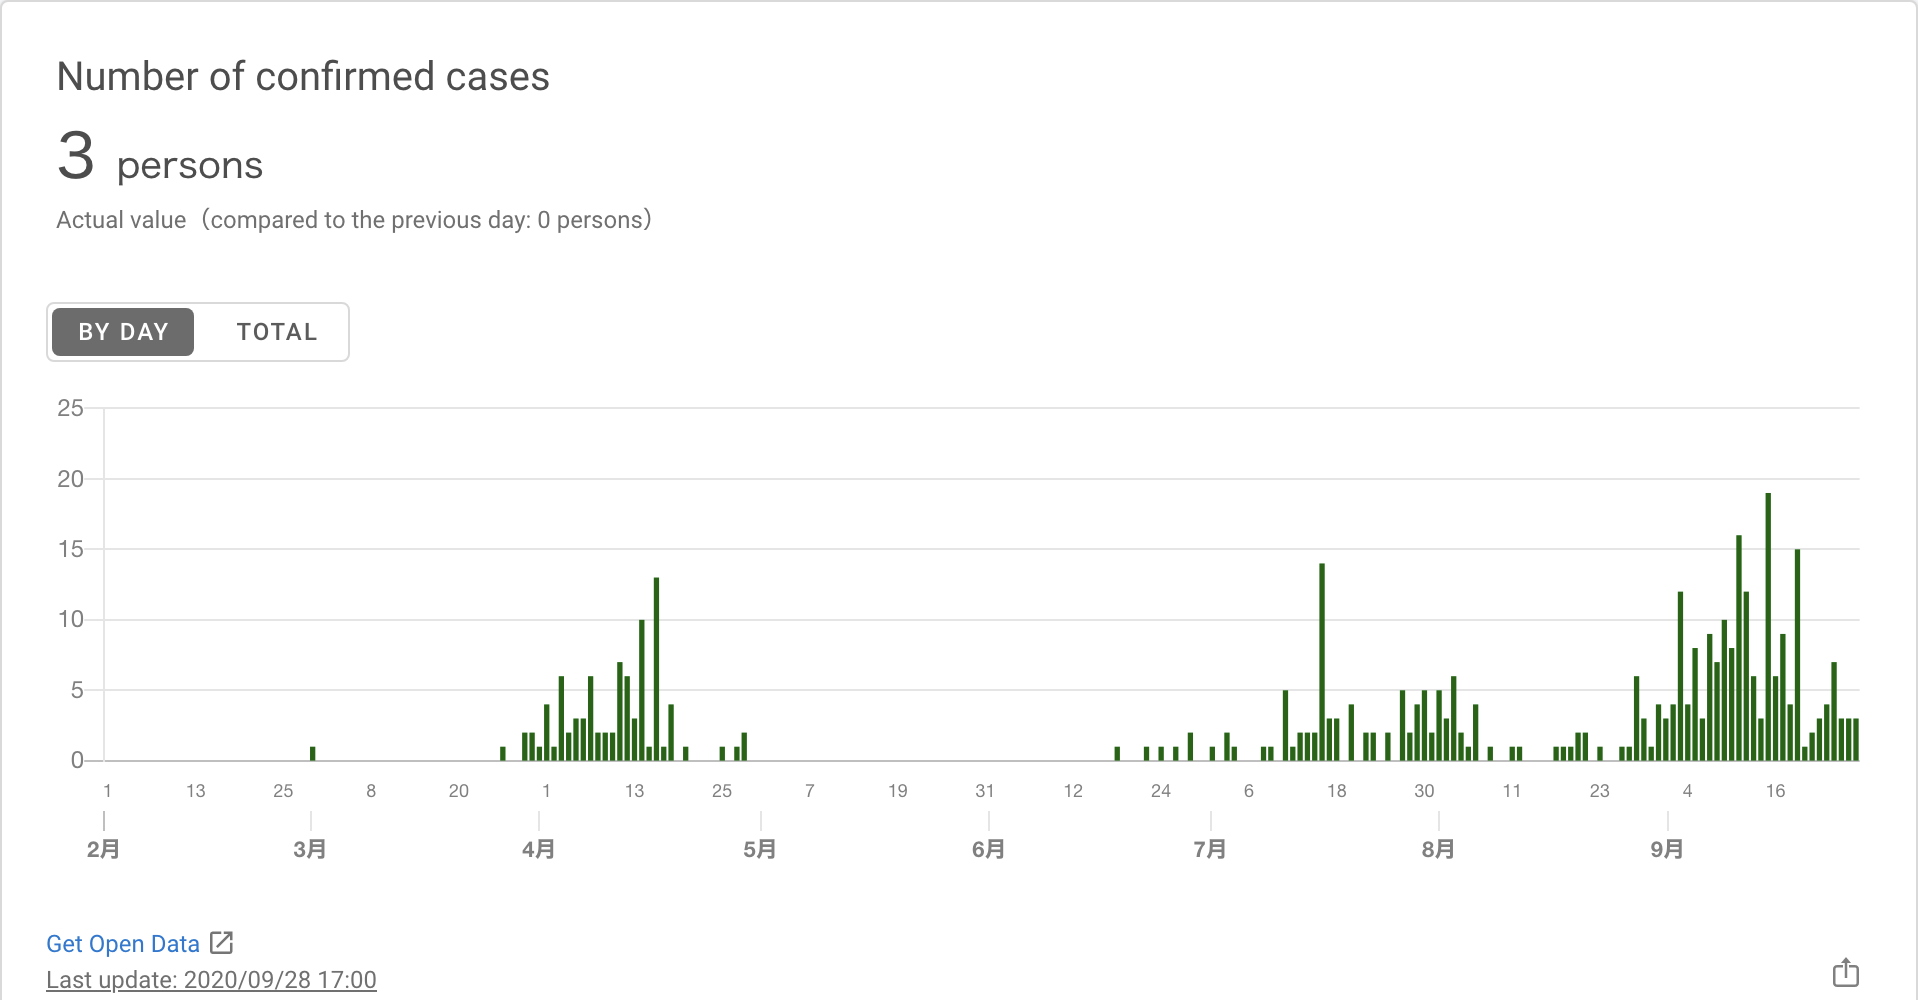 Number of confirmed cases
3 persons
Actual value（compared to the previous day: 0 persons）
BY DAY TOTAL
25
20
15
10
5
0
1 13 25 8 20 1 13 25 7 19 31 12 24 6 18 30 11 23 4 16
2月 3月 4月 5月 6月 7月 8月 9月
Get Open Data
Last update: 2020/09/28 17:00